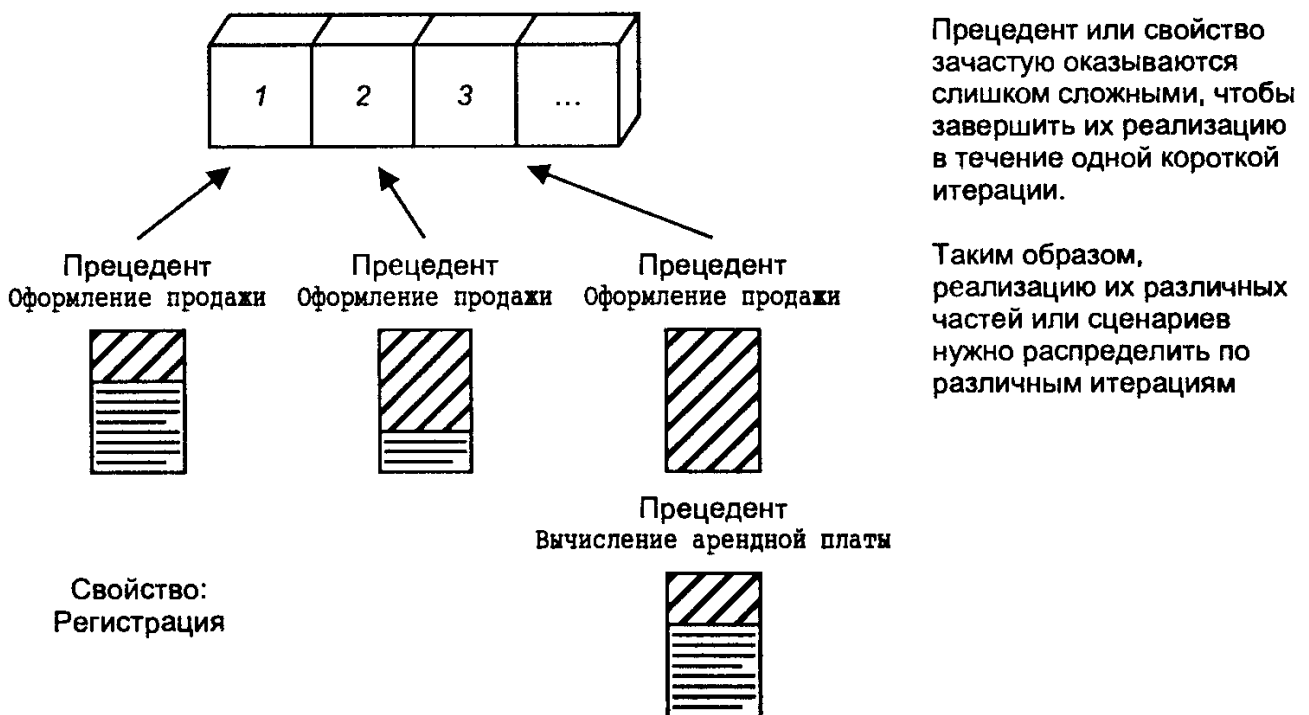 1 2 3 ...
Прецедент или свойство
зачастую оказываются
слишком сложными, чтобы
завершить их реализацию
в течение одной короткой
итерации.
Таким образом,
реализацию их различных
частей или сценариев
нужно распределить по
различным итерациям
Прецедент
Оформление продажи
Прецедент
Оформление продажи
Прецедент
Оформление продажи
Прецедент
Вычисление арендной платы
Свойство:
Регистрация